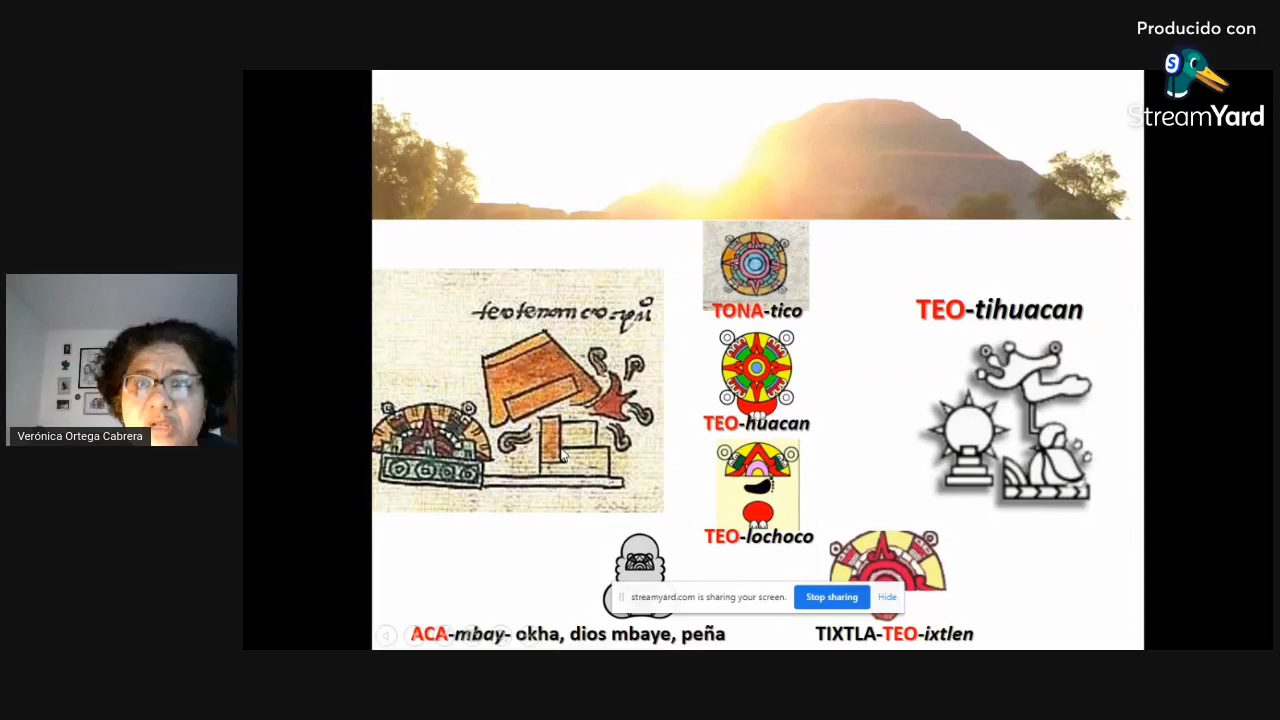 Producido con
S
StreamYard
TONA-tico
TEO-tihuacan
TEO-huacan
Verónica Ortega Cabrera
TEO-lochoco
streamyard.com is sharing your screen.
Stop sharing
Hide
ACA-mbay- okha, dios mbaye, peña
TIXTLA-TEO-ixtlen